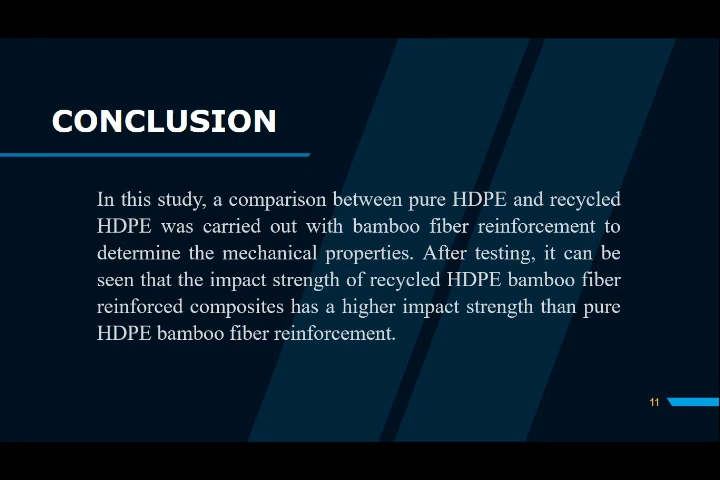 CONCLUSION
In this study, a comparison between pure HDPE and recycled
HDPE was carried out with bamboo fiber reinforcement to
determine the mechanical properties. After testing, it can be
seen that the impact strength of recycled HDPE bamboo fiber
reinforced composites has a higher impact strength than pure
HDPE bamboo fiber reinforcement.
11